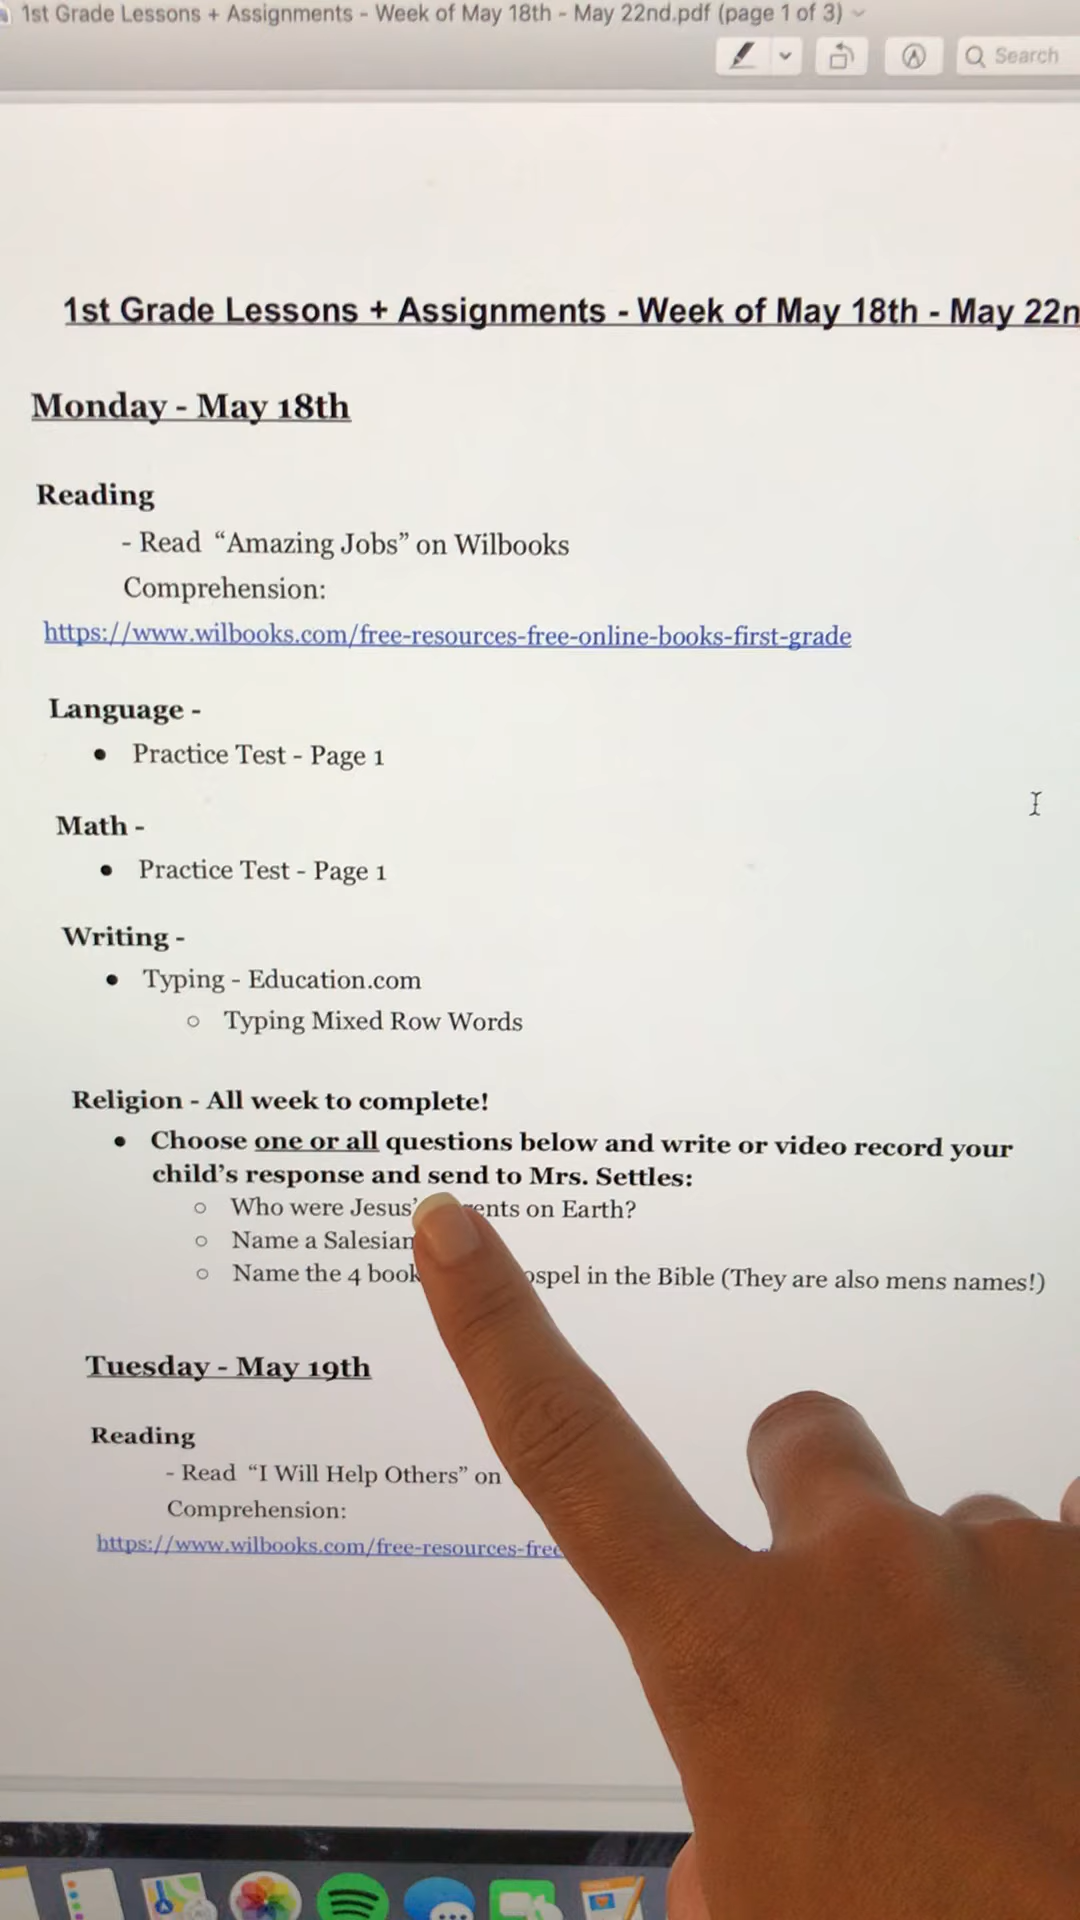 1st Grade Lessons + Assignments - Week of May 18th - May 22nd.pdf (page 1 of 3)
Search
1st Grade Lessons + Assignments - Week of May 18th - May 22n
Monday - May 18th
Reading
- Read “Amazing Jobs” on Wilbooks
Comprehension:
https://www.wilbooks.com/free-resources-free-online-books-first-grade
Language -
● Practice Test - Page 1
Math -
● Practice Test - Page 1
Writing -
● Typing - Education.com
○ Typing Mixed Row Words
Religion - All week to complete!
● Choose one or all questions below and write or video record your
child’s response and send to Mrs. Settles:
○ Who were Jesus’ on Earth?
○ Name a Salesian
○ Name the 4 in the Bible (They are also mens names!)
Tuesday - May 19th
Reading
- Read “I Will Help Others” on
Comprehension:
https://www.wilbooks.com/free-resources-free